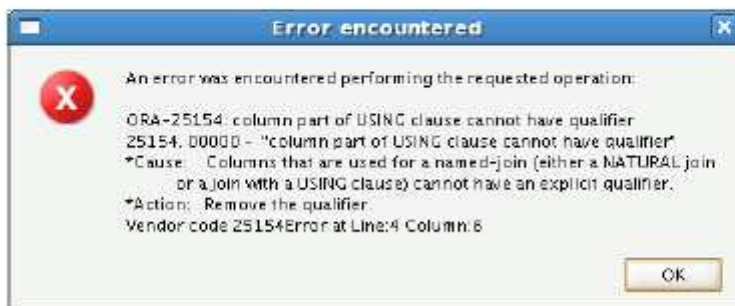 Error encountered
An error was encountered performing the requested operation:
ORA-25154: column part of USING clause cannot have qualifier
25154. 00000 - "column part of USING clause cannot have qualifier"
*Cause: Columns that are used for a named-join (either a NATURAL join
or a join with a USING clause) cannot have an explicit qualifier.
*Action: Remove the qualifier.
Vendor code 25154Error at Line:4 Column:6
OK